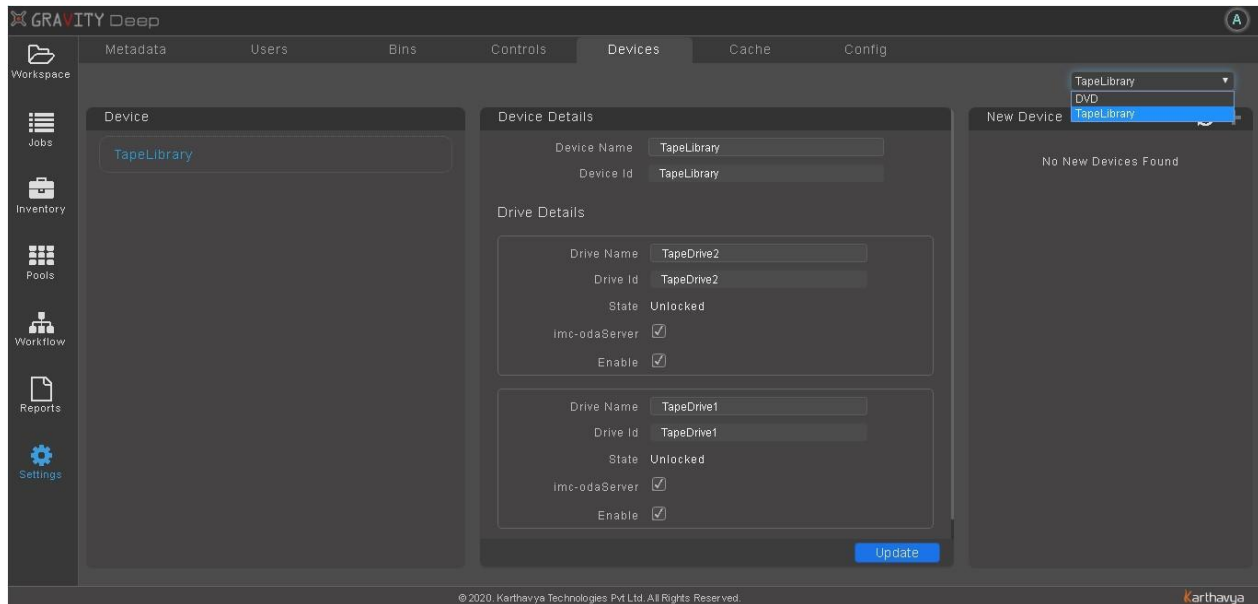 GRAVITY Deep
A
Metadata Users Bins Controls Devices Cache Config
Workspace
Jobs
Inventory
Pools
Workflow
Reports
Settings
TapeLibrary
DVD
TapeLibrary
Device
TapeLibrary
Device Details
Device Name TapeLibrary
Device Id TapeLibrary
Drive Details
Drive Name TapeDrive2
Drive Id TapeDrive2
State Unlocked
imc-odaServer
Enable
Drive Name TapeDrive1
Drive Id TapeDrive1
State Unlocked
imc-odaServer
Enable
Update
New Device
No New Devices Found
© 2020, Karthavya Technologies Pvt Ltd. All Rights Reserved.
Karthavya